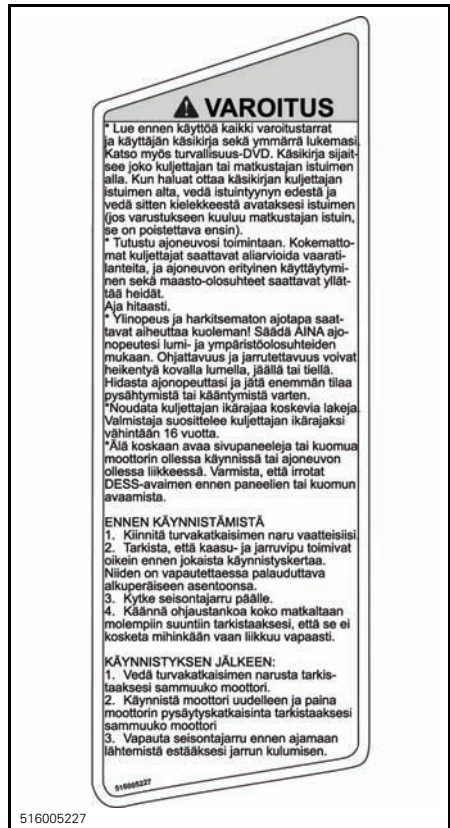 VAROITUS
* Lue ennen käyttöä kaikki varoitustarrat
ja käyttäjän käsikirja sekä ymmärrä lukemasi.
Katso myös turvallisuus-DVD. Käsikirja sijait-
see joko kuljettajan tai matkustajan istuimen
alla. Kun haluat ottaa käsikirjan kuljettajan
istuimen alta, vedä istuintyynyn edestä ja
vedä sitten kielekkeestä avataksesi istuimen
(jos varustukseen kuuluu matkustajan istuin,
se on poistettava ensin).
* Tutustu ajoneuvosi toimintaan. Kokematto-
mat kuljettajat saattavat aliarvioida vaarati-
lanteita, ja ajoneuvon erityinen käyttäytymi-
nen sekä maasto-olosuhteet saattavat yllät-
tää heidät.
Aja hitaasti.
* Ylinopeus ja harkitsematon ajotapa saat-
tavat aiheuttaa kuoleman! Säädä AINA ajo-
nopeutesi lumi- ja ympäristöolosuhteiden
mukaan. Ohjattavuus ja jarrutettavuus voivat
heikentyä kovalla lumella, jäällä tai tiellä.
Hidasta ajonopeuttasi ja jätä enemmän tilaa
pysähtymistä tai kääntymistä varten.
*Noudata kuljettajan ikärajaa koskevia lakeja.
Valmistaja suosittelee kuljettajan ikärajaksi
vähintään 16 vuotta.
*Älä koskaan avaa sivupaneeleja tai kuomua
moottorin ollessa käynnissä tai ajoneuvon
ollessa liikkeessä. Varmista, että irrotat
DESS-avaimen ennen paneelien tai kuomun
avaamista.
ENNEN KÄYNNISTÄMISTÄ
1. Kiinnitä turvakatkaisimen naru vaatteisiisi.
2. Tarkista, että kaasu- ja jarruvipu toimivat
oikein ennen jokaista käynnistyskertaa.
Niiden on vapautettaessa palauduttava
alkuperäiseen asentoonsa.
3. Kytke seisontajarru päälle.
4. Käännä ohjaustankoa koko matkaltaan
molempiin suuntiin tarkistaaksesi, että se ei
kosketa mihinkään vaan liikkuu vapaasti.
KÄYNNISTYKSEN JÄLKEEN:
1. Vedä turvakatkaisimen narusta tarkis-
taaksesi sammuuko moottori.
2. Käynnistä moottori uudelleen ja paina
moottorin pysäytyskatkaisinta tarkistaaksesi
sammuuko moottori
3. Vapauta seisontajarru ennen ajamaan
lähtemistä estääksesi jarrun kulumisen.
516005227
516005227